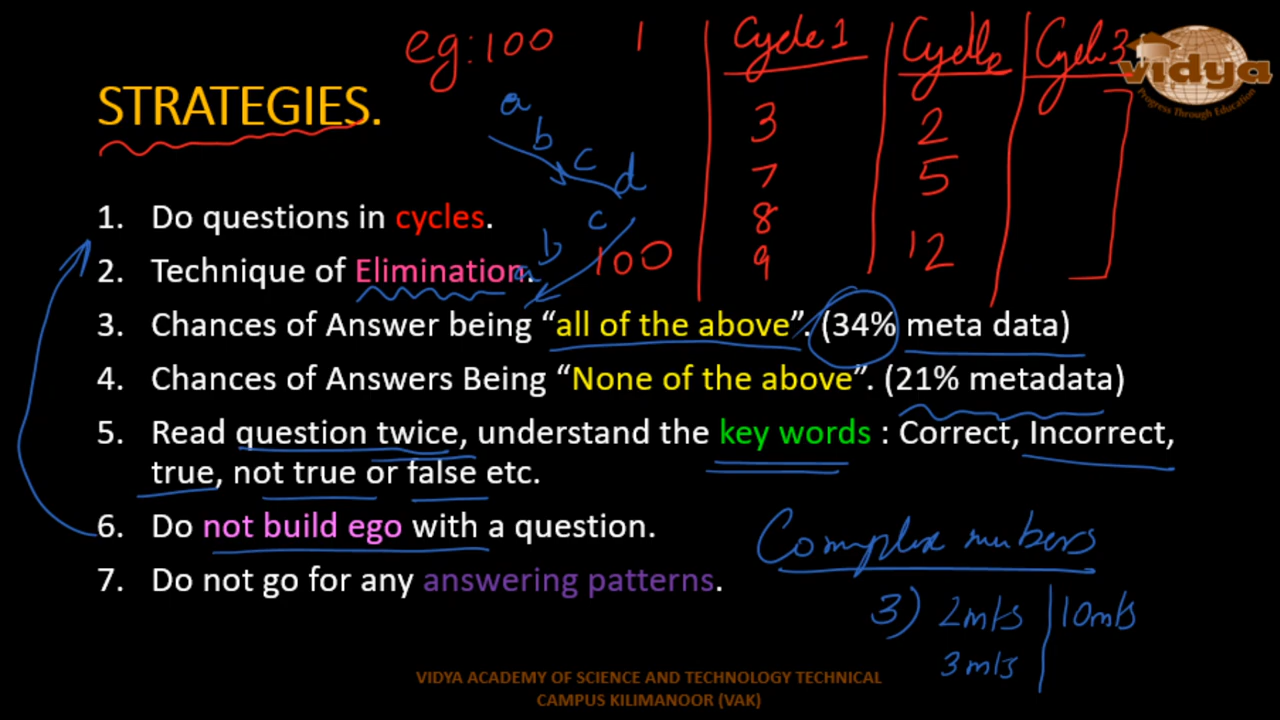 eg:100 1 Cycle 1 Cycle 2 Cycle 3
vidya
Progress Through Education
STRATEGIES.
a
b
c
d
c
b
a
3 2
7 5
8
9 12
100
1. Do questions in cycles.
2. Technique of Elimination.
3. Chances of Answer being “all of the above”. (34% meta data)
4. Chances of Answers Being “None of the above”. (21% metadata)
5. Read question twice, understand the key words : Correct, Incorrect,
true, not true or false etc.
6. Do not build ego with a question.
7. Do not go for any answering patterns.
Complex numbers
3) 2mts 10mts
3mts
VIDYA ACADEMY OF SCIENCE AND TECHNOLOGY TECHNICAL
CAMPUS KILIMANOOR (VAK)